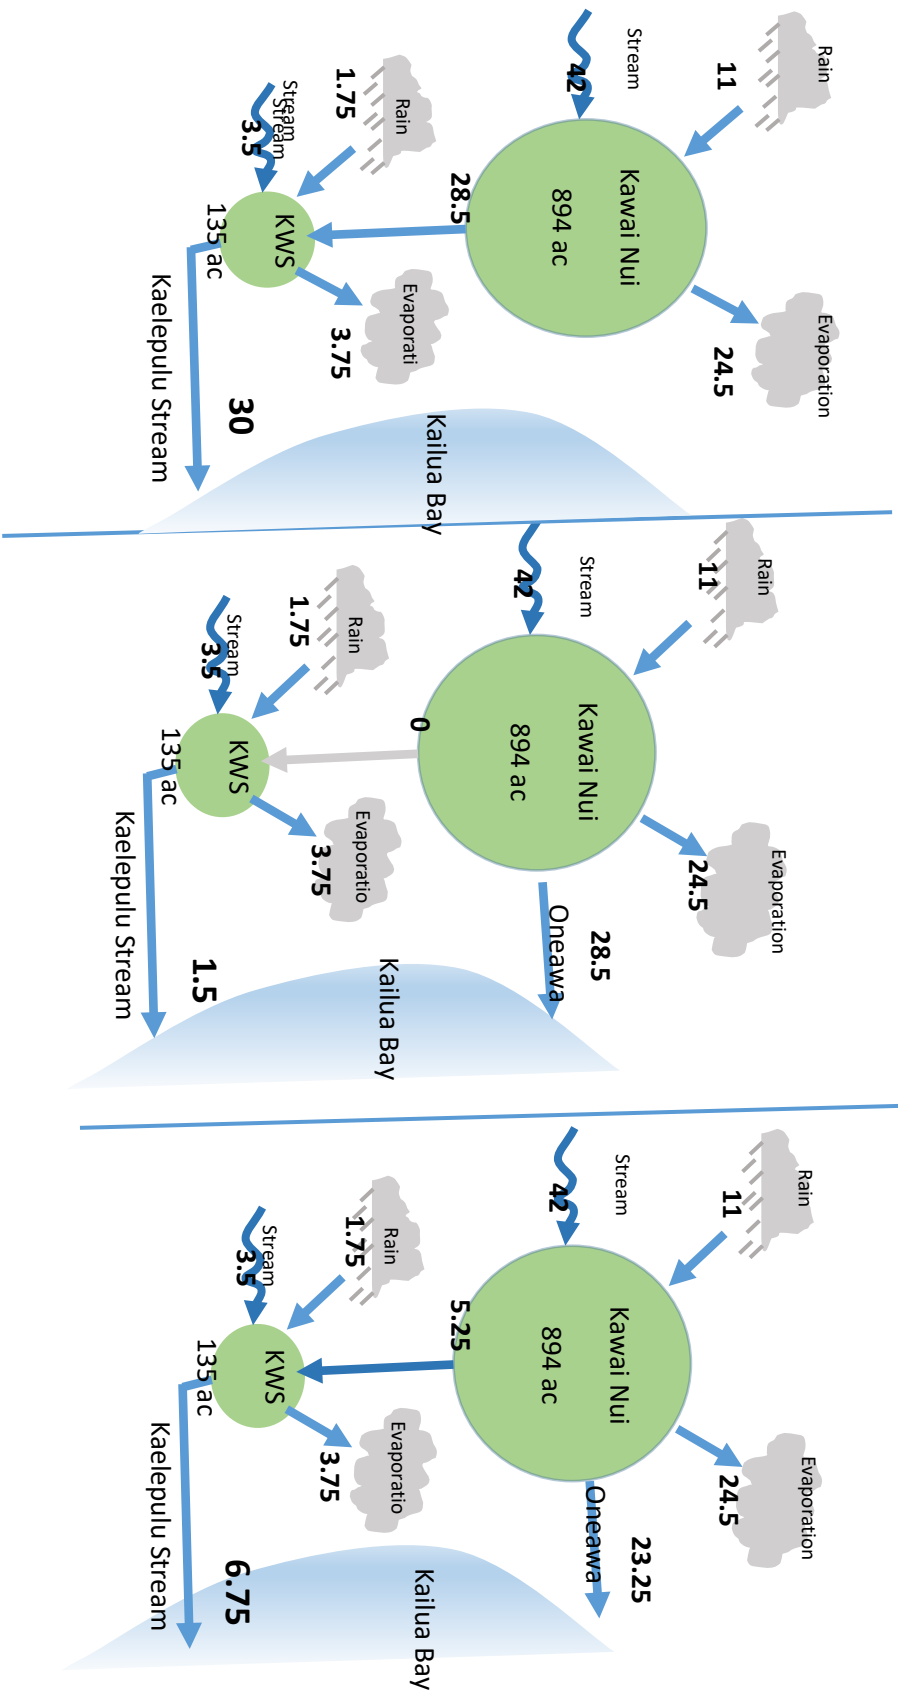 Rain
11
Stream
42
Kawai Nui
894 ac
Evaporation
24.5
Rain
1.75
Stream
Stream
3.5
28.5
KWS
135 ac
Evaporati
3.75
Kailua Bay
30
Kaelepulu Stream
Rain
11
Stream
42
Kawai Nui
894 ac
Evaporation
24.5
28.5
Oneawa
Rain
1.75
Stream
3.5
0
KWS
135 ac
Evaporatio
3.75
Kailua Bay
1.5
Kaelepulu Stream
Rain
11
Stream
42
Kawai Nui
894 ac
Evaporation
24.5
23.25
Oneawa
Rain
1.75
Stream
3.5
5.25
KWS
135 ac
Evaporatio
3.75
Kailua Bay
6.75
Kaelepulu Stream